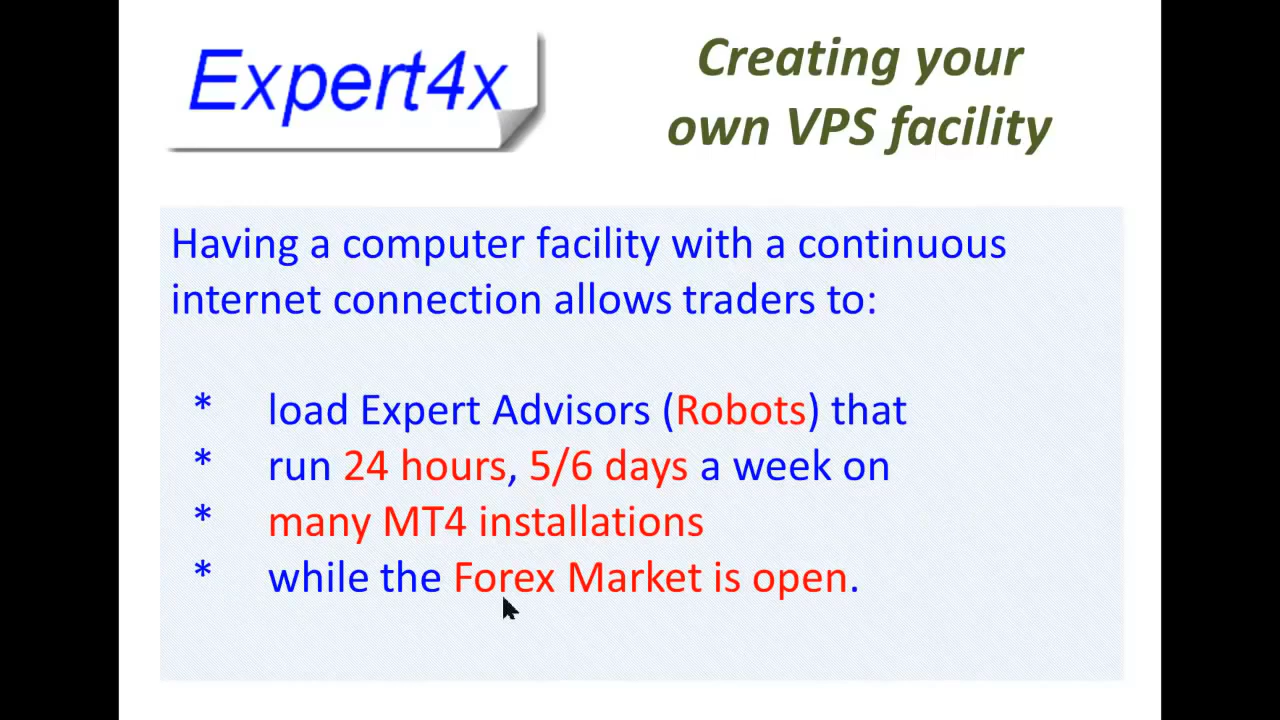 Expert4x
Creating your
own VPS facility
Having a computer facility with a continuous
internet connection allows traders to:
* load Expert Advisors (Robots) that
* run 24 hours, 5/6 days a week on
* many MT4 installations
* while the Forex Market is open.